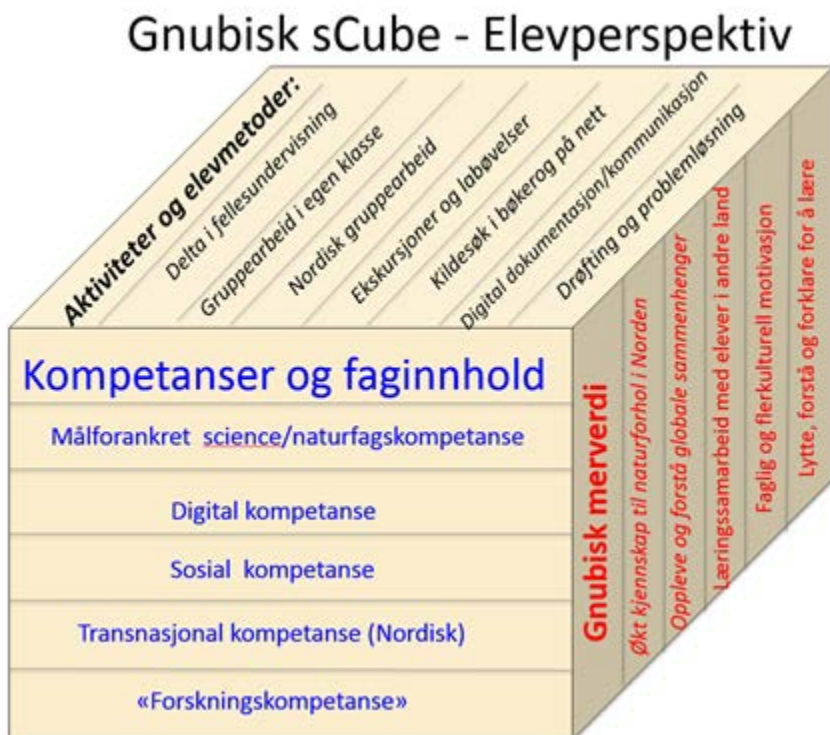 Gnubisk sCube - Elevperspektiv
Aktiviteter og elevmetoder:
Delta i fellesundervisning
Gruppearbeid i egen klasse
Nordisk gruppearbeid
Ekskursjoner og labøvelser
Kildesøk i bøkerog på nett
Digital dokumentasjon/kommunikasjon
Drøfting og problemløsning
Kompetanser og faginnhold
Målforankret science/naturfagskompetanse
Digital kompetanse
Sosial kompetanse
Transnasjonal kompetanse (Nordisk)
«Forskningskompetanse»
Gnubisk merverdi
Økt kjennskap til naturforhol i Norden
Oppleve og forstå globale sammenhenger
Læringssamarbeid med elever i andre land
Faglig og flerkulturell motivasjon
Lytte, forstå og forklare for å lære